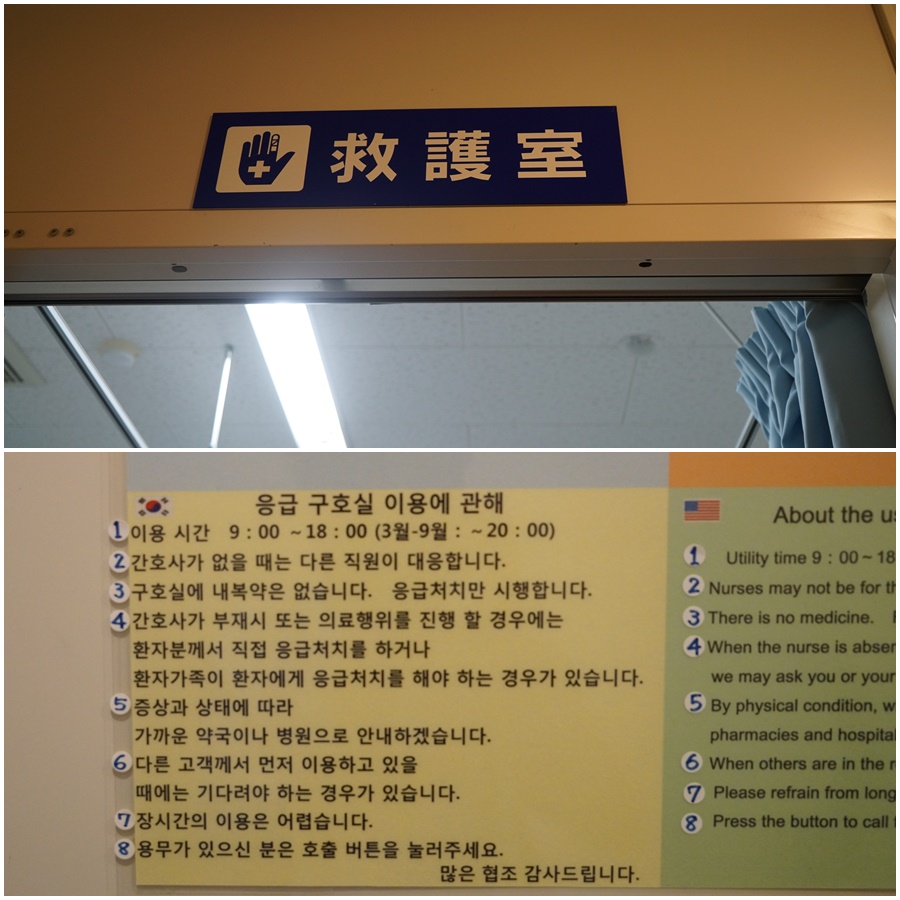 救護室
응급 구호실 이용에 관해
1 이용 시간 9 : 00 ~18 : 00 (3월-9월 : ~20 : 00)
2 간호사가 없을 때는 다른 직원이 대응합니다.
3 구호실에 내복약은 없습니다. 응급처치만 시행합니다.
4 간호사가 부재시 또는 의료행위를 진행 할 경우에는
환자분께서 직접 응급처치를 하거나
환자가족이 환자에게 응급처치를 해야 하는 경우가 있습니다.
5 증상과 상태에 따라
가까운 약국이나 병원으로 안내하겠습니다.
6 다른 고객께서 먼저 이용하고 있을
때에는 기다려야 하는 경우가 있습니다.
7 장시간의 이용은 어렵습니다.
8 용무가 있으신 분은 호출 버튼을 눌러주세요.
많은 협조 감사드립니다.
About the
1 Utility time 9 : 00~18
2 Nurses may not be for
3 There is no medicine.
4 When the nurse is
we may ask you or your
5 By physical condition,
pharmacies and
6 When others are in the
7 Please refrain from long
8 Press the button to call